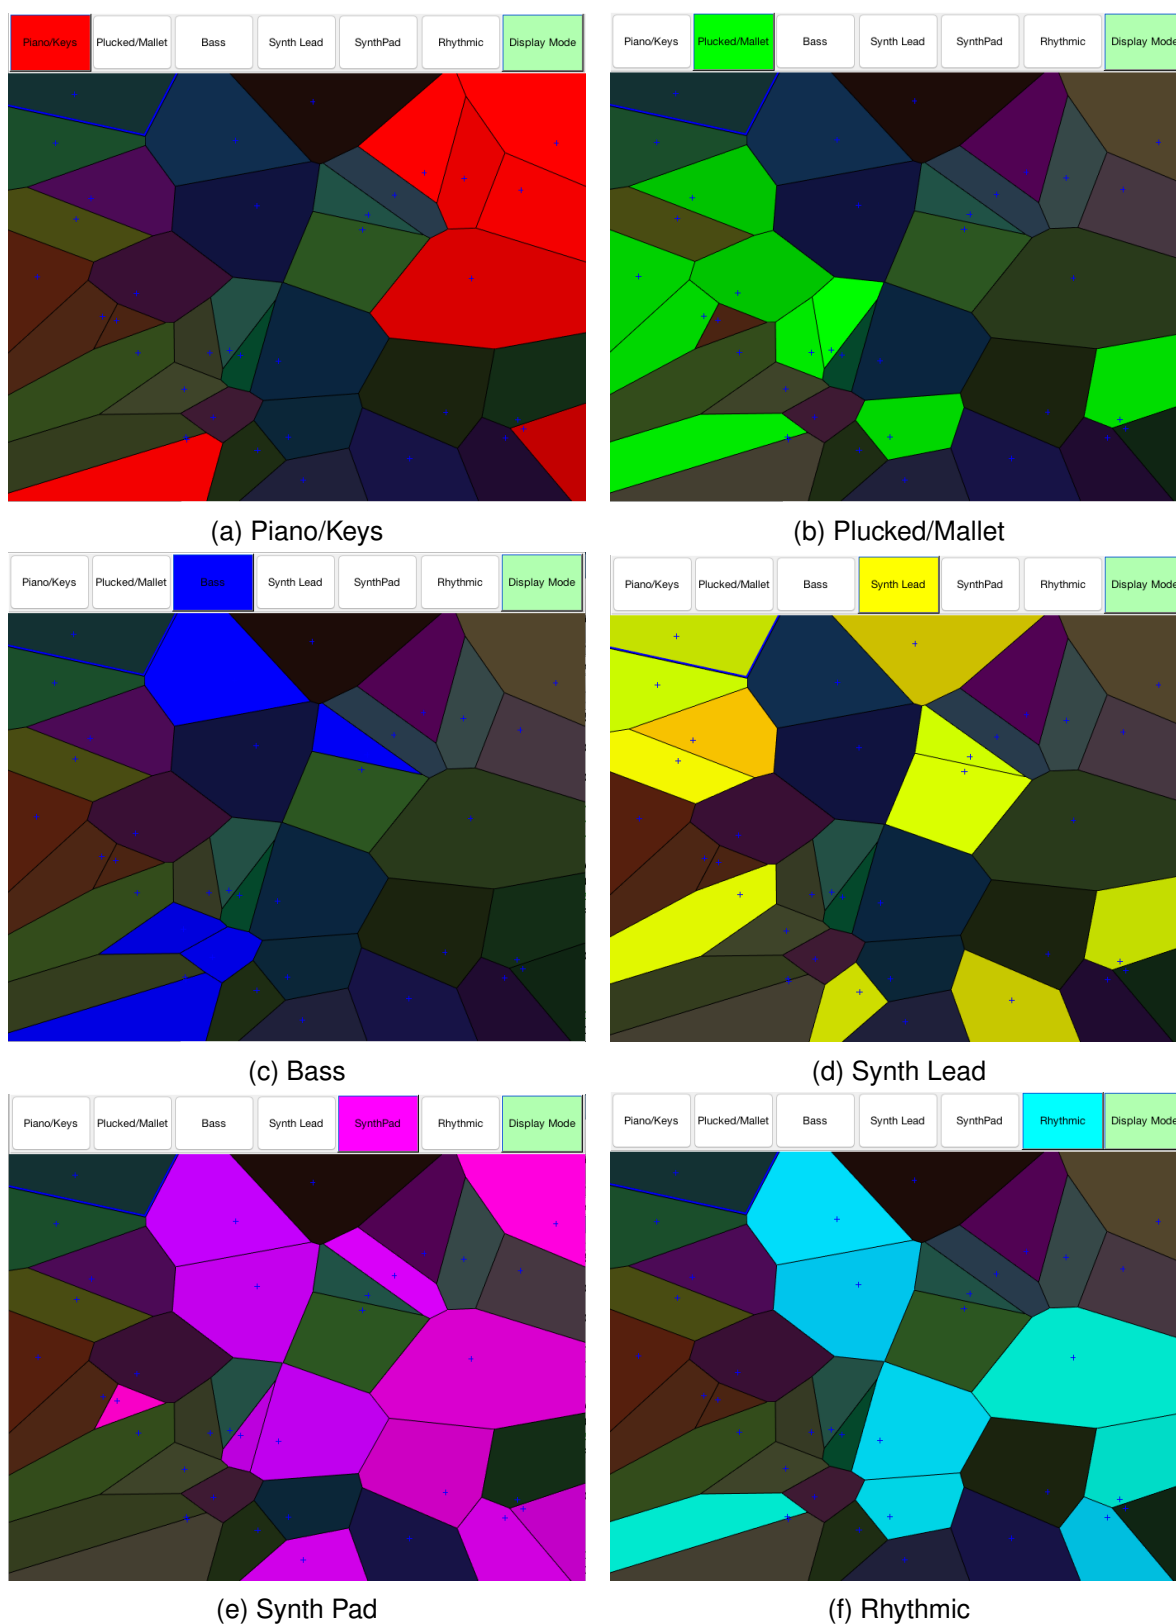 Piano/Keys Plucked/Mallet Bass Synth Lead SynthPad Rhythmic Display Mode
Piano/Keys Plucked/Mallet Bass Synth Lead SynthPad Rhythmic Display Mode
(a) Piano/Keys
(b) Plucked/Mallet
Piano/Keys Plucked/Mallet Bass Synth Lead SynthPad Rhythmic Display Mode
Piano/Keys Plucked/Mallet Bass Synth Lead SynthPad Rhythmic Display Mode
(c) Bass
(d) Synth Lead
Piano/Keys Plucked/Mallet Bass Synth Lead SynthPad Rhythmic Display Mode
Piano/Keys Plucked/Mallet Bass Synth Lead SynthPad Rhythmic Display Mode
(e) Synth Pad
(f) Rhythmic